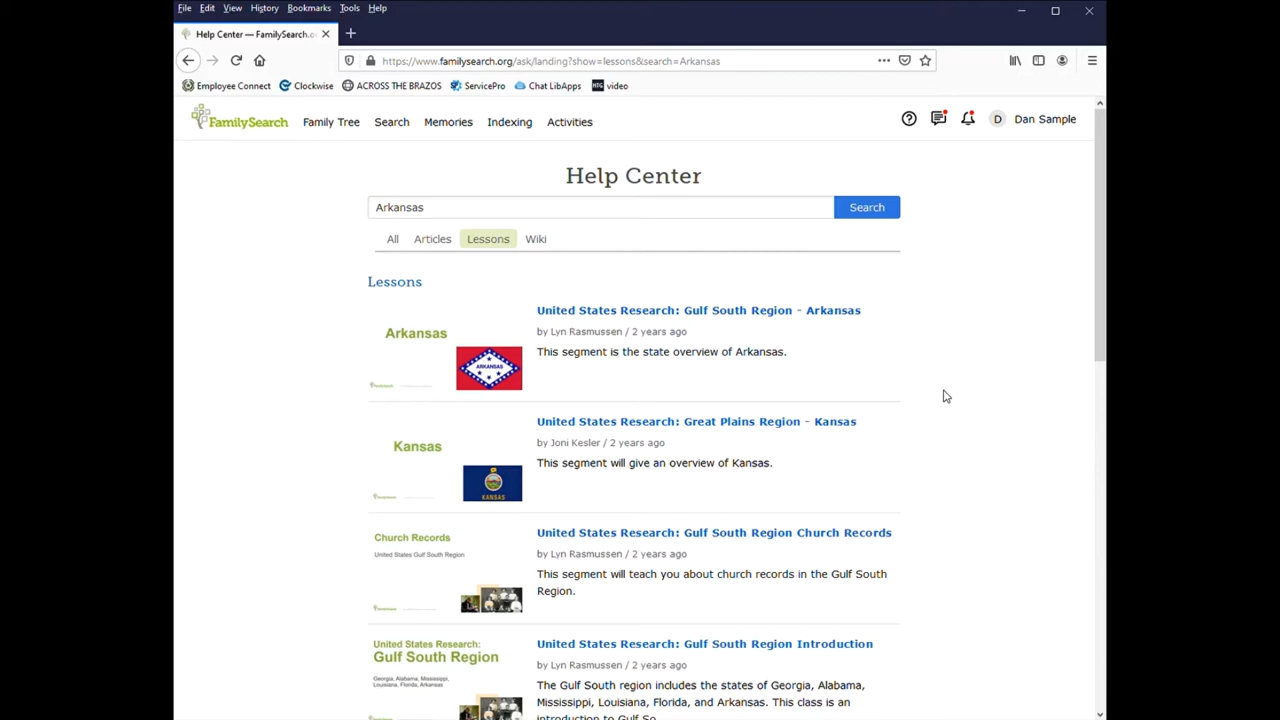 File Edit View History Bookmarks Tools Help
Help Center — FamilySearch.o
https://www.familysearch.org/ask/landing?show=lessons&search=Arkansas
Employee Connect Clockwise ACROSS THE BRAZOS ServicePro Chat LibApps HTG video
FamilySearch Family Tree Search Memories Indexing Activities D Dan Sample
Help Center
Arkansas Search
All Articles Lessons Wiki
Lessons
Arkansas
ARKANSAS
United States Research: Gulf South Region - Arkansas
by Lyn Rasmussen / 2 years ago
This segment is the state overview of Arkansas.
Kansas
KANSAS
United States Research: Great Plains Region - Kansas
by Joni Kesler / 2 years ago
This segment will give an overview of Kansas.
Church Records
United States Gulf South Region
United States Research: Gulf South Region Church Records
by Lyn Rasmussen / 2 years ago
This segment will teach you about church records in the Gulf South
Region.
United States Research:
Gulf South Region
Georgia, Alabama, Mississippi,
Louisiana, Florida, Arkansas
United States Research: Gulf South Region Introduction
by Lyn Rasmussen / 2 years ago
The Gulf South region includes the states of Georgia, Alabama,
Mississippi, Louisiana, Florida, and Arkansas. This class is an
introduction to Gulf So